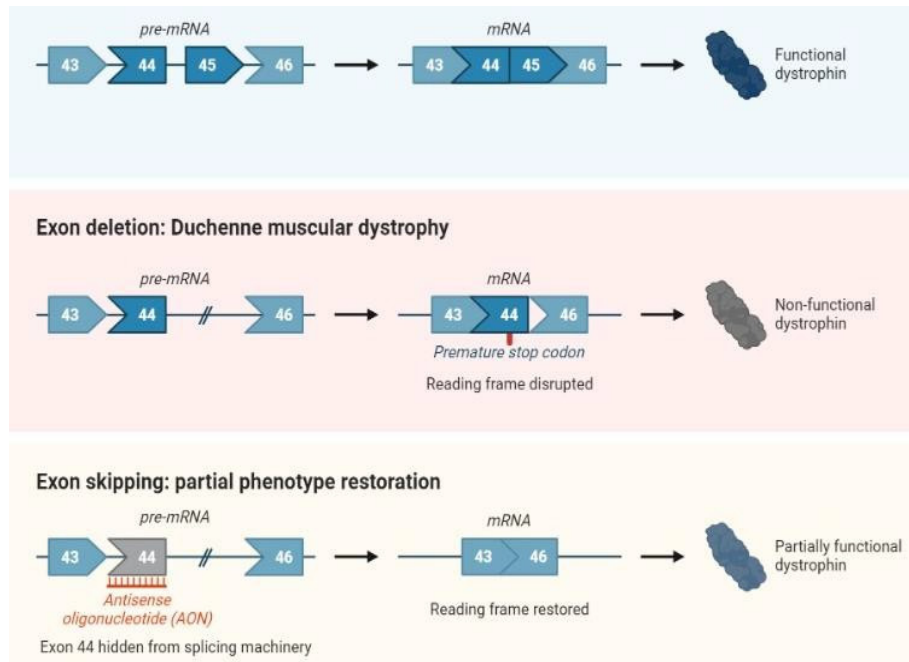 pre-mRNA
mRNA
43
44
45
46
43
44
45
46
Functional
dystrophin
Exon deletion: Duchenne muscular dystrophy
pre-mRNA
mRNA
43
44
46
43
44
46
Non-functional
dystrophin
Premature stop codon
Reading frame disrupted
Exon skipping: partial phenotype restoration
pre-mRNA
mRNA
43
44
46
43
46
Partially functional
dystrophin
Antisense
oligonucleotide (AON)
Reading frame restored
Exon 44 hidden from splicing machinery